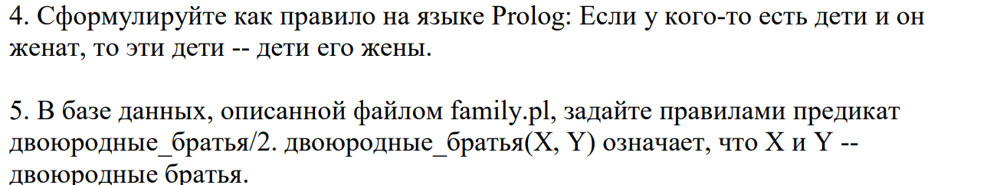 4. Сформулируйте как правило на языке Prolog: Если у кого-то есть дети и он
женат, то эти дети -- дети его жены.
5. В базе данных, описанной файлом family.pl, задайте правилами предикат
двоюродные_братья/2. двоюродные_братья(X, Y) означает, что X и Y --
двоюродные братья.